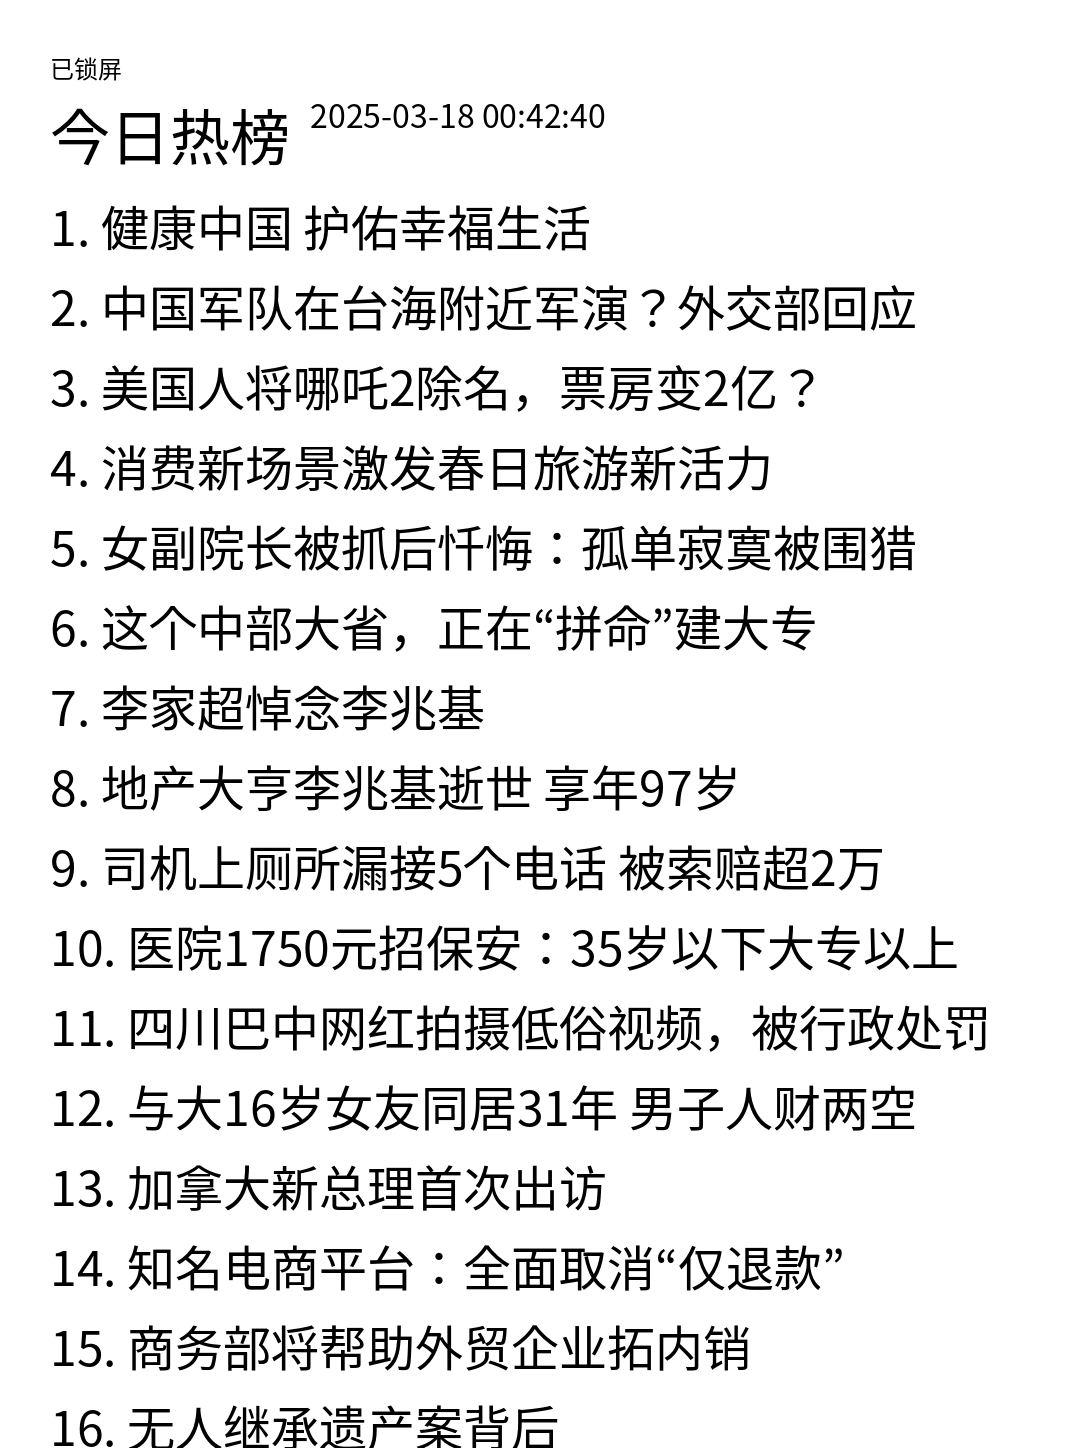 已锁屏
今日热榜 2025-03-18 00:42:40
1. 健康中国 护佑幸福生活
2. 中国军队在台海附近军演？外交部回应
3. 美国人将哪吒2除名，票房变2亿？
4. 消费新场景激发春日旅游新活力
5. 女副院长被抓后忏悔：孤单寂寞被围猎
6. 这个中部大省，正在“拼命”建大专
7. 李家超悼念李兆基
8. 地产大亨李兆基逝世 享年97岁
9. 司机上厕所漏接5个电话 被索赔超2万
10. 医院1750元招保安：35岁以下大专以上
11. 四川巴中网红拍摄低俗视频，被行政处罚
12. 与大16岁女友同居31年 男子人财两空
13. 加拿大新总理首次出访
14. 知名电商平台：全面取消“仅退款”
15. 商务部将帮助外贸企业拓内销
16. 无人继承遗产案背后